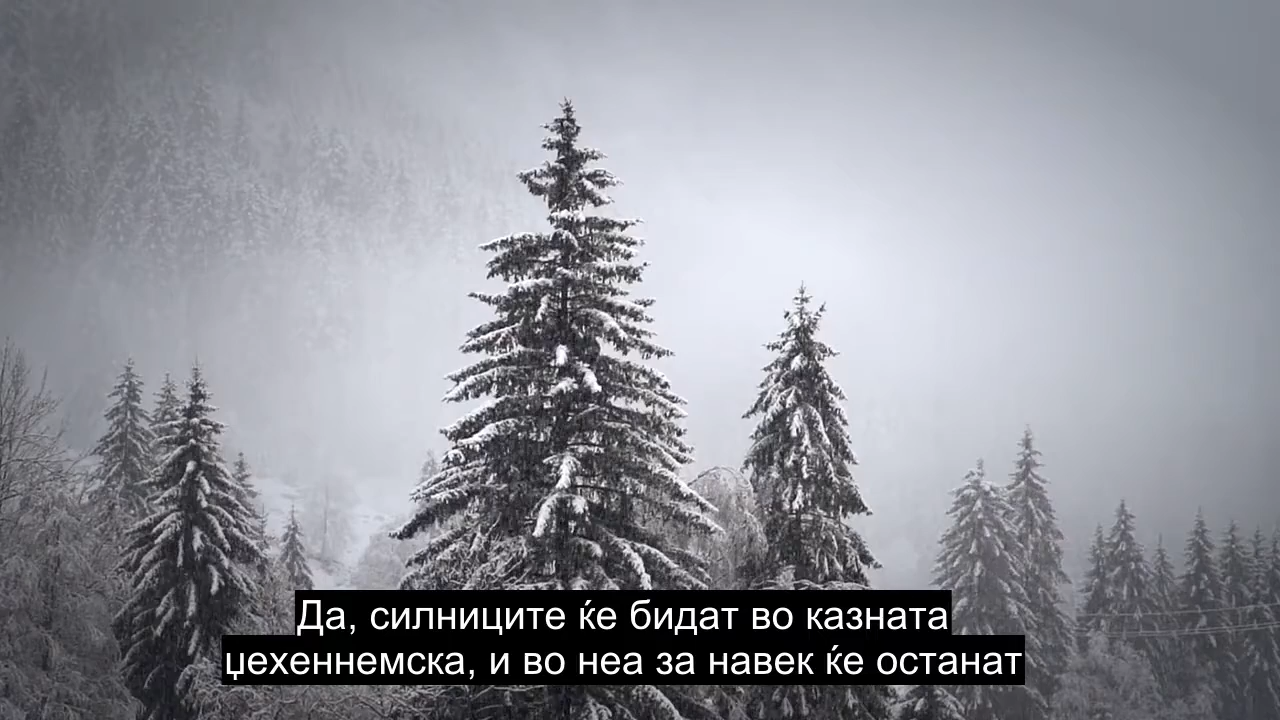 Да, силниците ќе бидат во казната
џехеннемска, и во неа за навек ќе останат